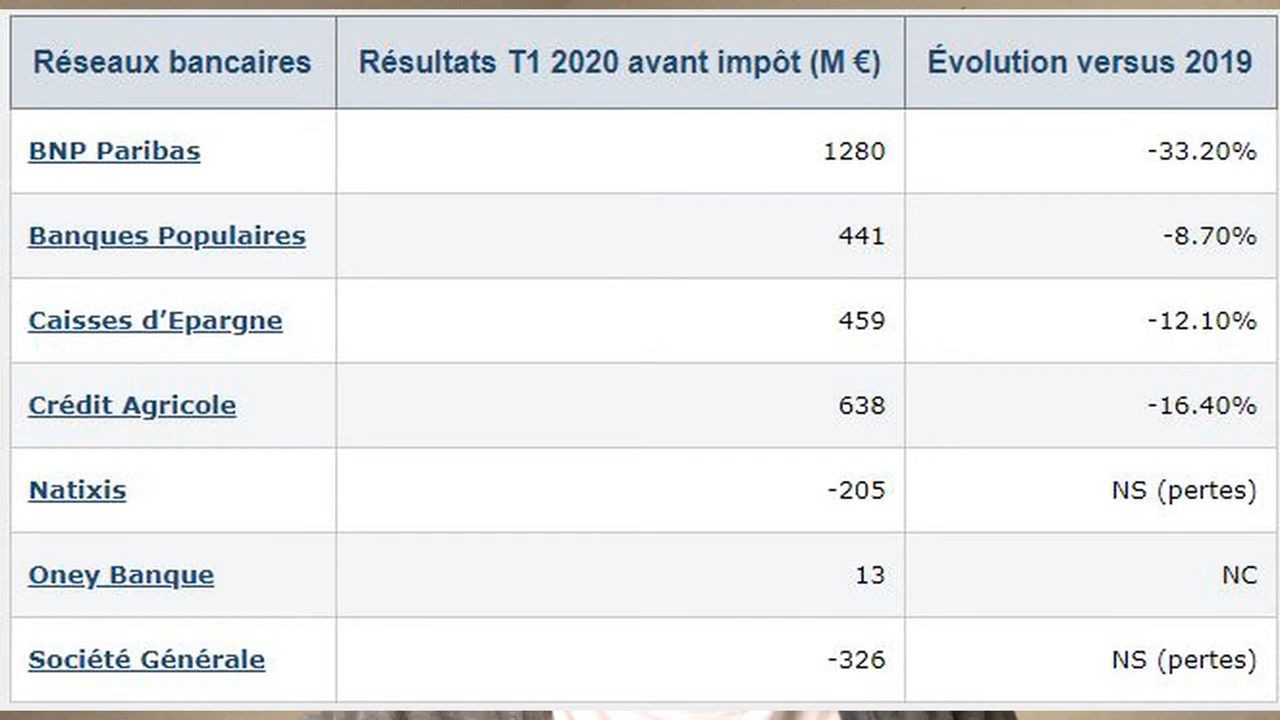 Réseaux bancaires Résultats T1 2020 avant impôt (M €) Évolution versus 2019
BNP Paribas 1280 -33.20%
Banques Populaires 441 -8.70%
Caisses d’Epargne 459 -12.10%
Crédit Agricole 638 -16.40%
Natixis -205 NS (pertes)
Oney Banque 13 NC
Société Générale -326 NS (pertes)